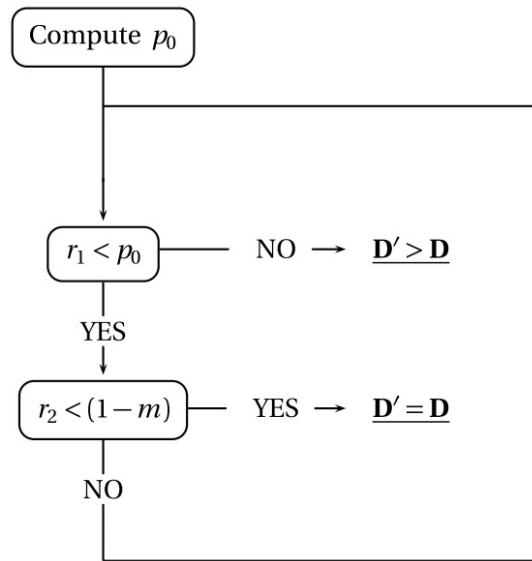 Compute p₀
r₁ < p₀ NO D′ > D
YES
r₂ < (1 − m) YES D′ = D
NO